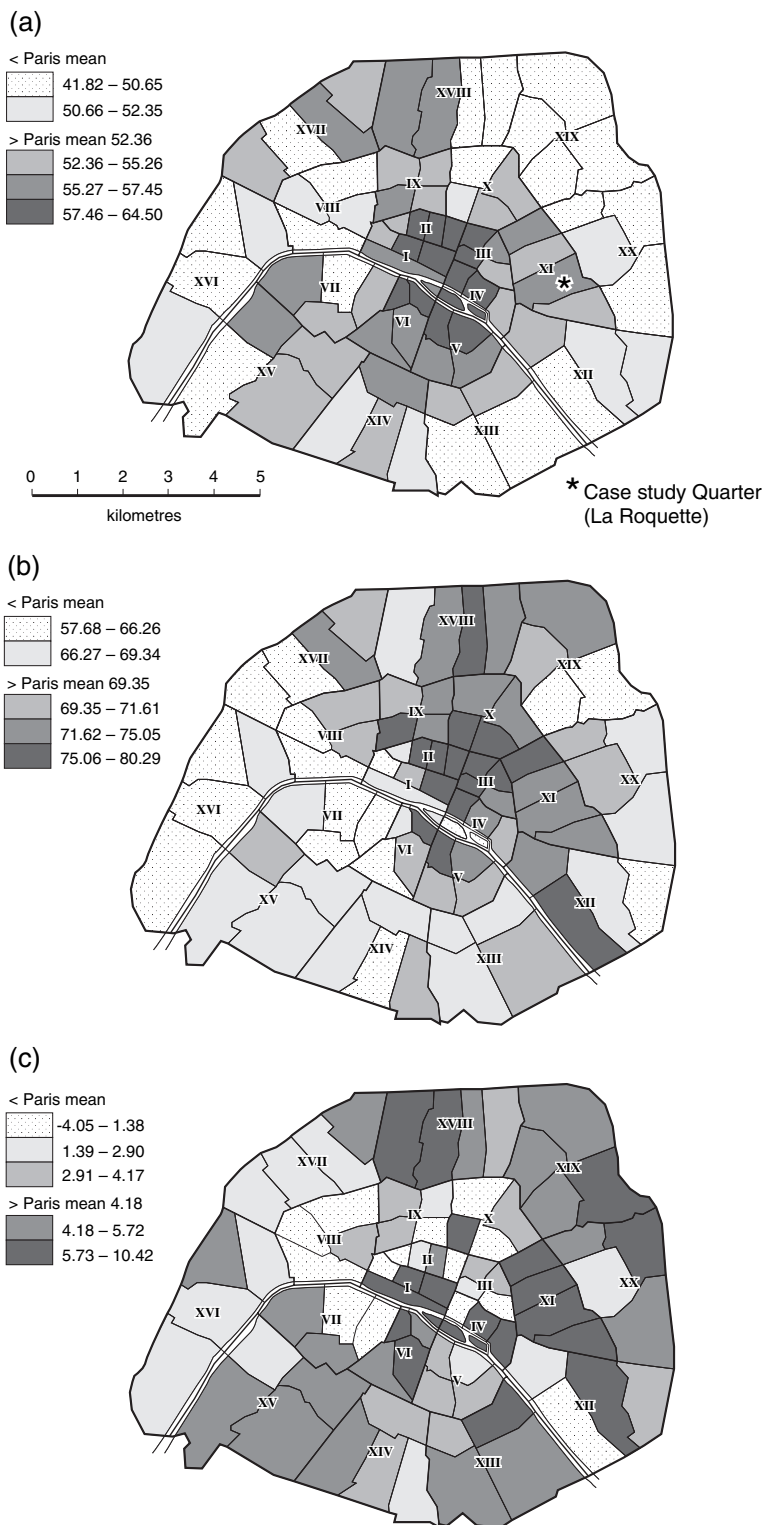 (a)
< Paris mean
41.82 – 50.65
50.66 – 52.35
> Paris mean 52.36
52.36 – 55.26
55.27 – 57.45
57.46 – 64.50
XVIII
XVII
XIX
IX
X
VIII
II
III
I
XI
XX
XVI
VII
IV
VI
V
XV
XII
XIV
XIII
0 1 2 3 4 5
kilometres
* Case study Quarter
(La Roquette)
(b)
< Paris mean
57.68 – 66.26
66.27 – 69.34
> Paris mean 69.35
69.35 – 71.61
71.62 – 75.05
75.06 – 80.29
XVIII
XVII
XIX
IX
X
VIII
II
III
I
XI
XX
XVI
VII
IV
VI
V
XV
XII
XIV
XIII
(c)
< Paris mean
-4.05 – 1.38
1.39 – 2.90
2.91 – 4.17
> Paris mean 4.18
4.18 – 5.72
5.73 – 10.42
XVIII
XVII
XIX
IX
X
VIII
II
III
I
XI
XX
XVI
VII
IV
VI
V
XV
XII
XIV
XIII